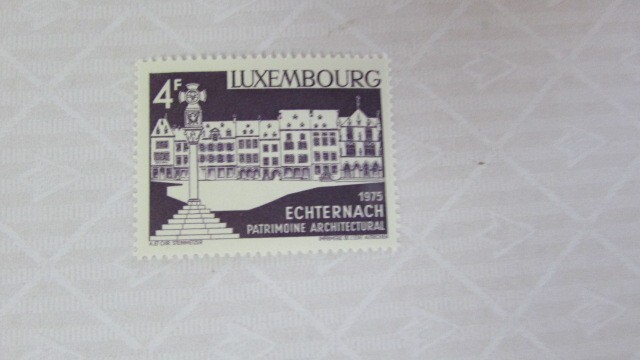 4F LUXEMBOURG
1975
ECHTERNACH
PATRIMOINE ARCHITECTURAL